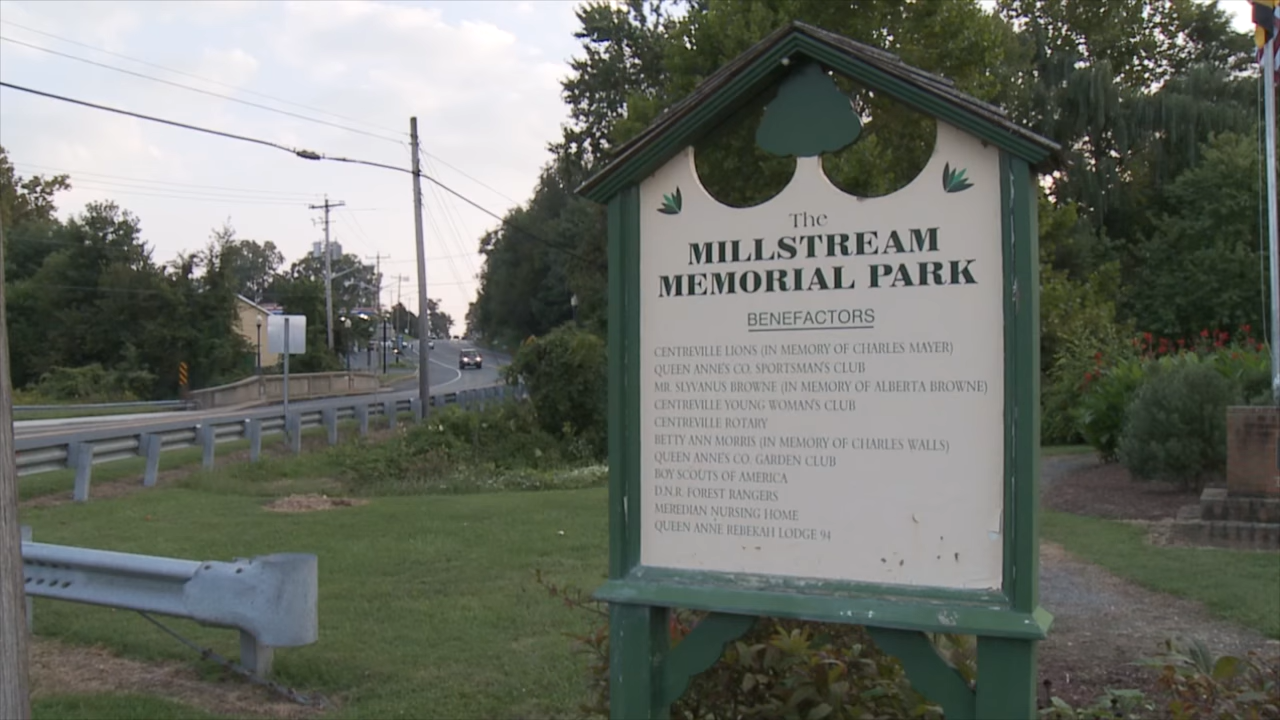 The
MILLSTREAM
MEMORIAL PARK
BENEFACTORS
CENTREVILLE LIONS (IN MEMORY OF CHARLES MAYER)
QUEEN ANNE'S CO. SPORTSMAN'S CLUB
MR. SLYVANUS BROWNE (IN MEMORY OF ALBERTA BROWNE)
CENTREVILLE YOUNG WOMAN'S CLUB
CENTREVILLE ROTARY
BETTY ANN MORRIS (IN MEMORY OF CHARLES WALLS)
QUEEN ANNE'S CO. GARDEN CLUB
BOY SCOUTS OF AMERICA
D.N.R. FOREST RANGERS
MEREDIAN NURSING HOME
QUEEN ANNE REBEKAH LODGE 94